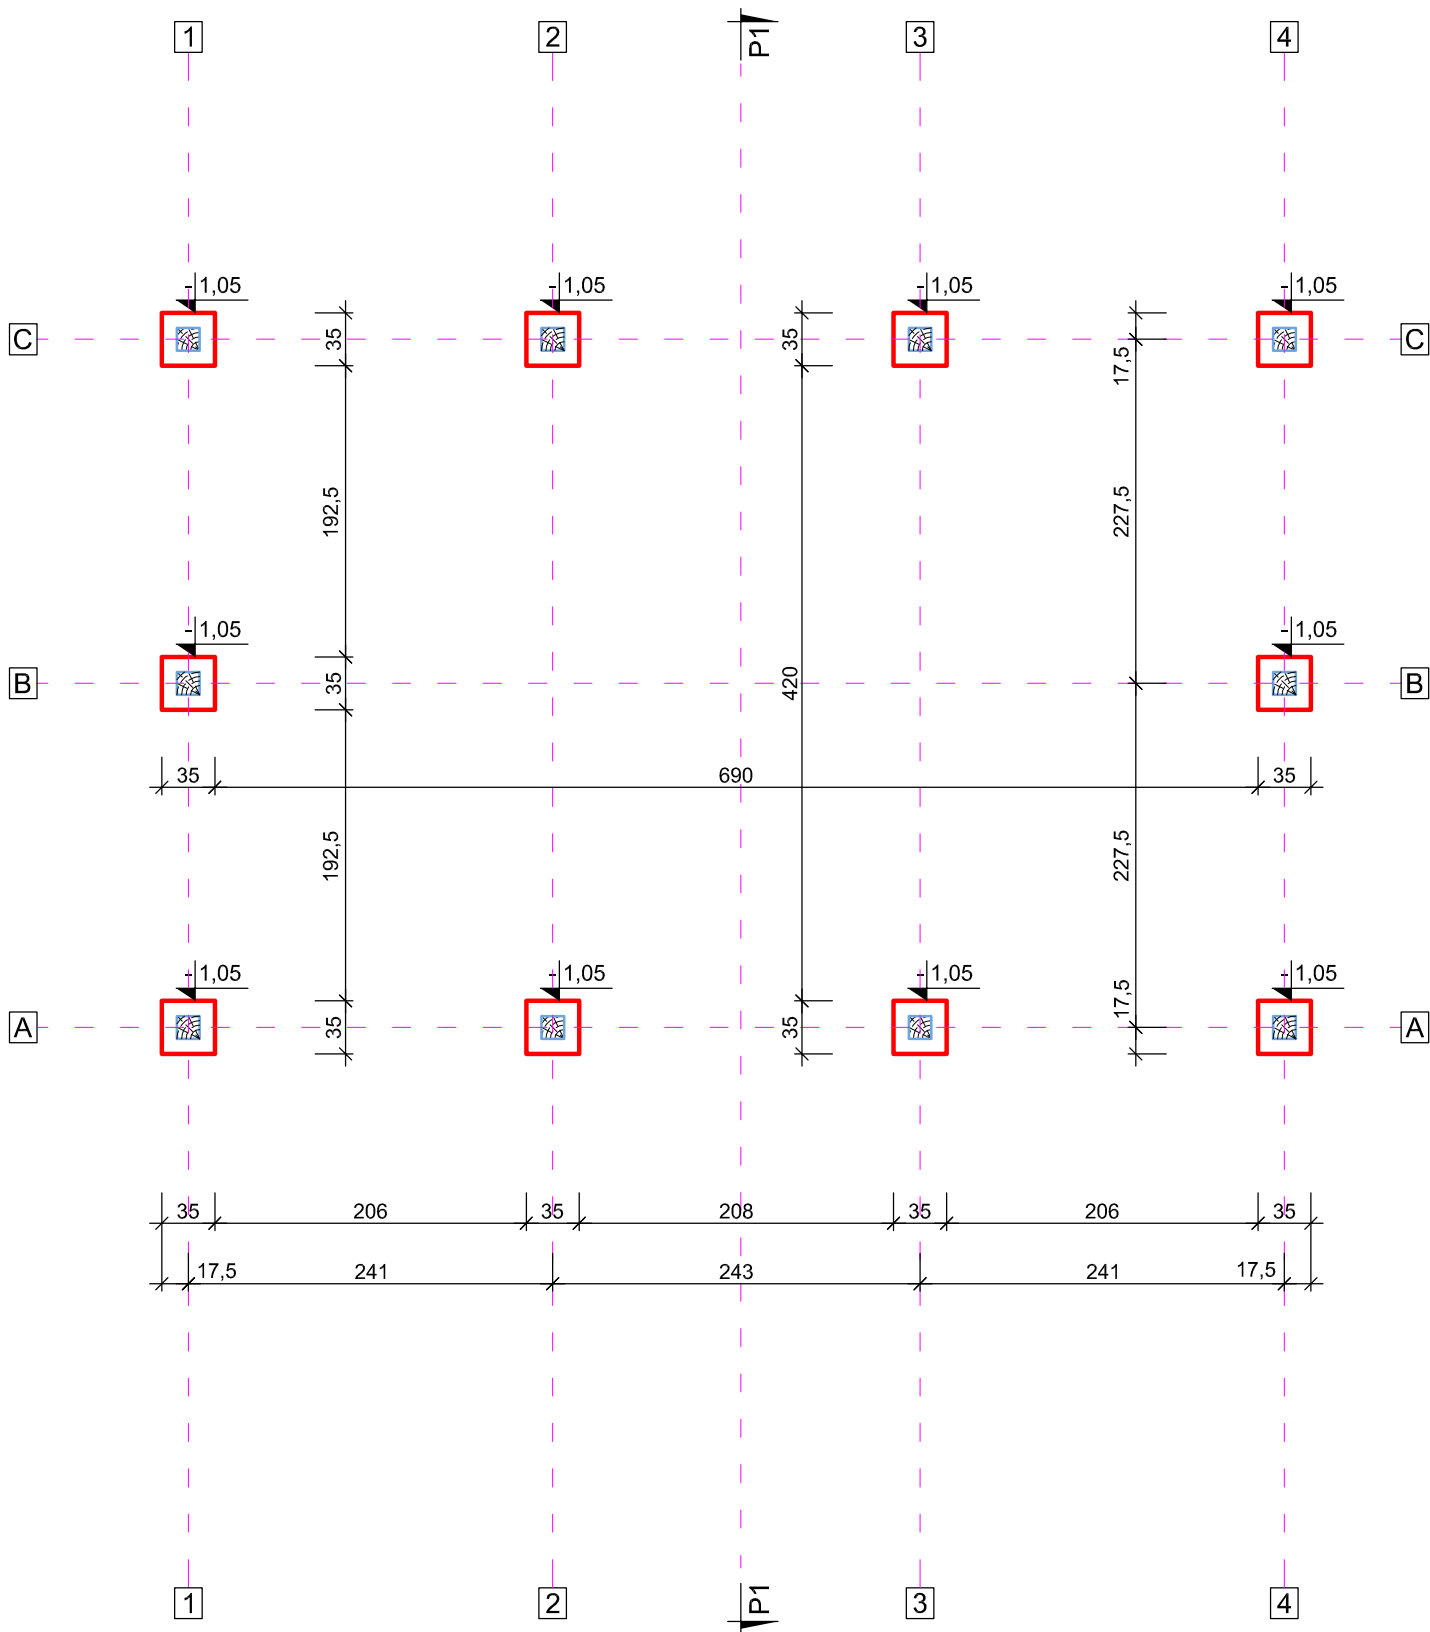 1 2 P1 3 4
-1,05 -1,05 -1,05 -1,05
C 35 35 17,5 C
192,5 227,5
-1,05 -1,05
B 35 420 B
35 690 35
192,5 227,5
-1,05 -1,05 -1,05 -1,05
A 35 35 17,5 A
35 206 35 208 35 206 35
17,5 241 243 241 17,5
1 2 P1 3 4